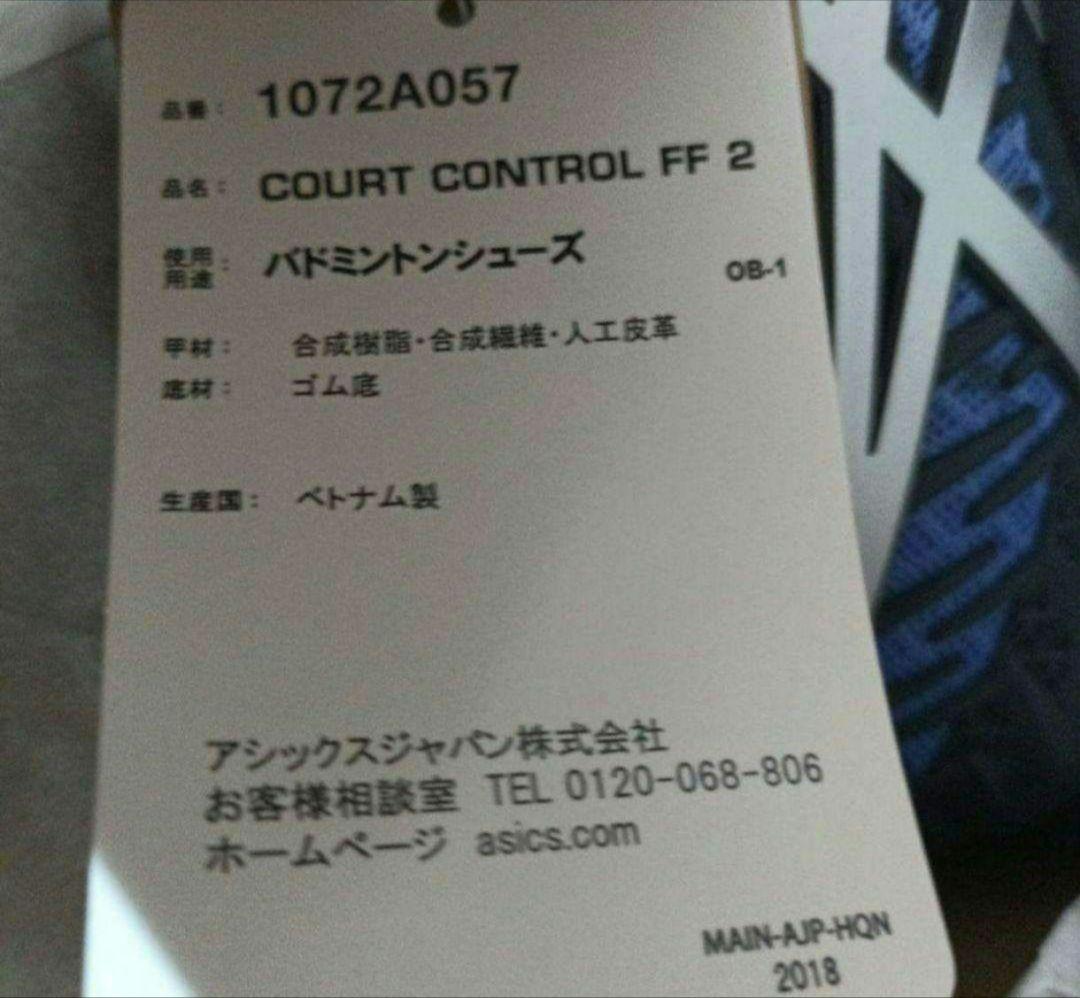 品番： 1072A057
品名： COURT CONTROL FF 2
使用用途： バドミントンシューズ
OB-1
甲材： 合成樹脂・合成繊維・人工皮革
底材： ゴム底
生産国： ベトナム製
アシックスジャパン株式会社
お客様相談室 TEL 0120-068-806
ホームページ asics.com
MAIN-AJP-HQN
2018